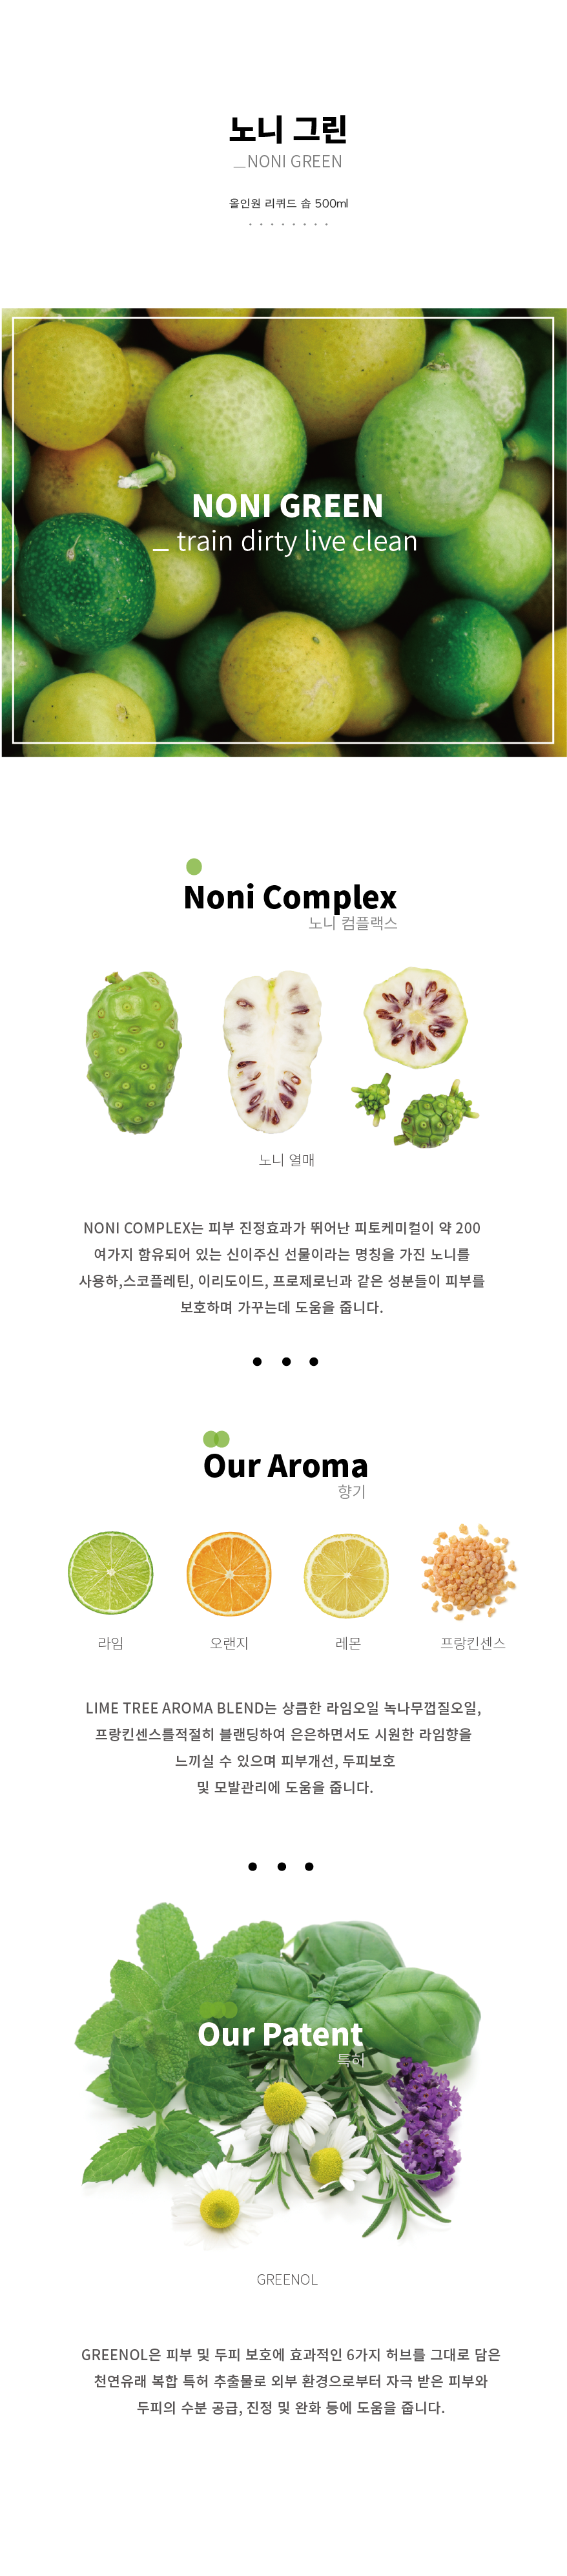 노니 그린
NONI GREEN
올인원 리퀴드 솝 500ml
NONI GREEN
train dirty live clean
Noni Complex
노니 컴플랙스
노니 열매
NONI COMPLEX는 피부 진정효과가 뛰어난 피토케미컬이 약 200
여가지 함유되어 있는 신이주신 선물이라는 명칭을 가진 노니를
사용하,스코플레틴, 이리도이드, 프로제로닌과 같은 성분들이 피부를
보호하며 가꾸는데 도움을 줍니다.
Our Aroma
향기
라임 오랜지 레몬 프랑킨센스
LIME TREE AROMA BLEND는 상큼한 라임오일 녹나무껍질오일,
프랑킨센스를적절히 블랜딩하여 은은하면서도 시원한 라임향을
느끼실 수 있으며 피부개선, 두피보호
및 모발관리에 도움을 줍니다.
Our Patent
특허
GREENOL
GREENOL은 피부 및 두피 보호에 효과적인 6가지 허브를 그대로 담은
천연유래 복합 특허 추출물로 외부 환경으로부터 자극 받은 피부와
두피의 수분 공급, 진정 및 완화 등에 도움을 줍니다.